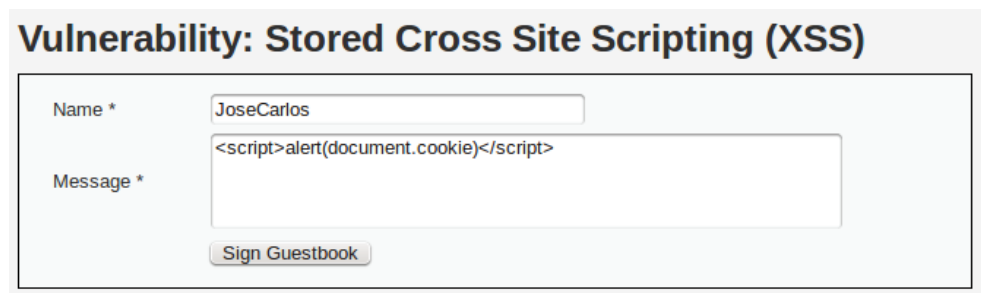 Vulnerability: Stored Cross Site Scripting (XSS)
Name * JoseCarlos
Message * <script>alert(document.cookie)</script>
Sign Guestbook